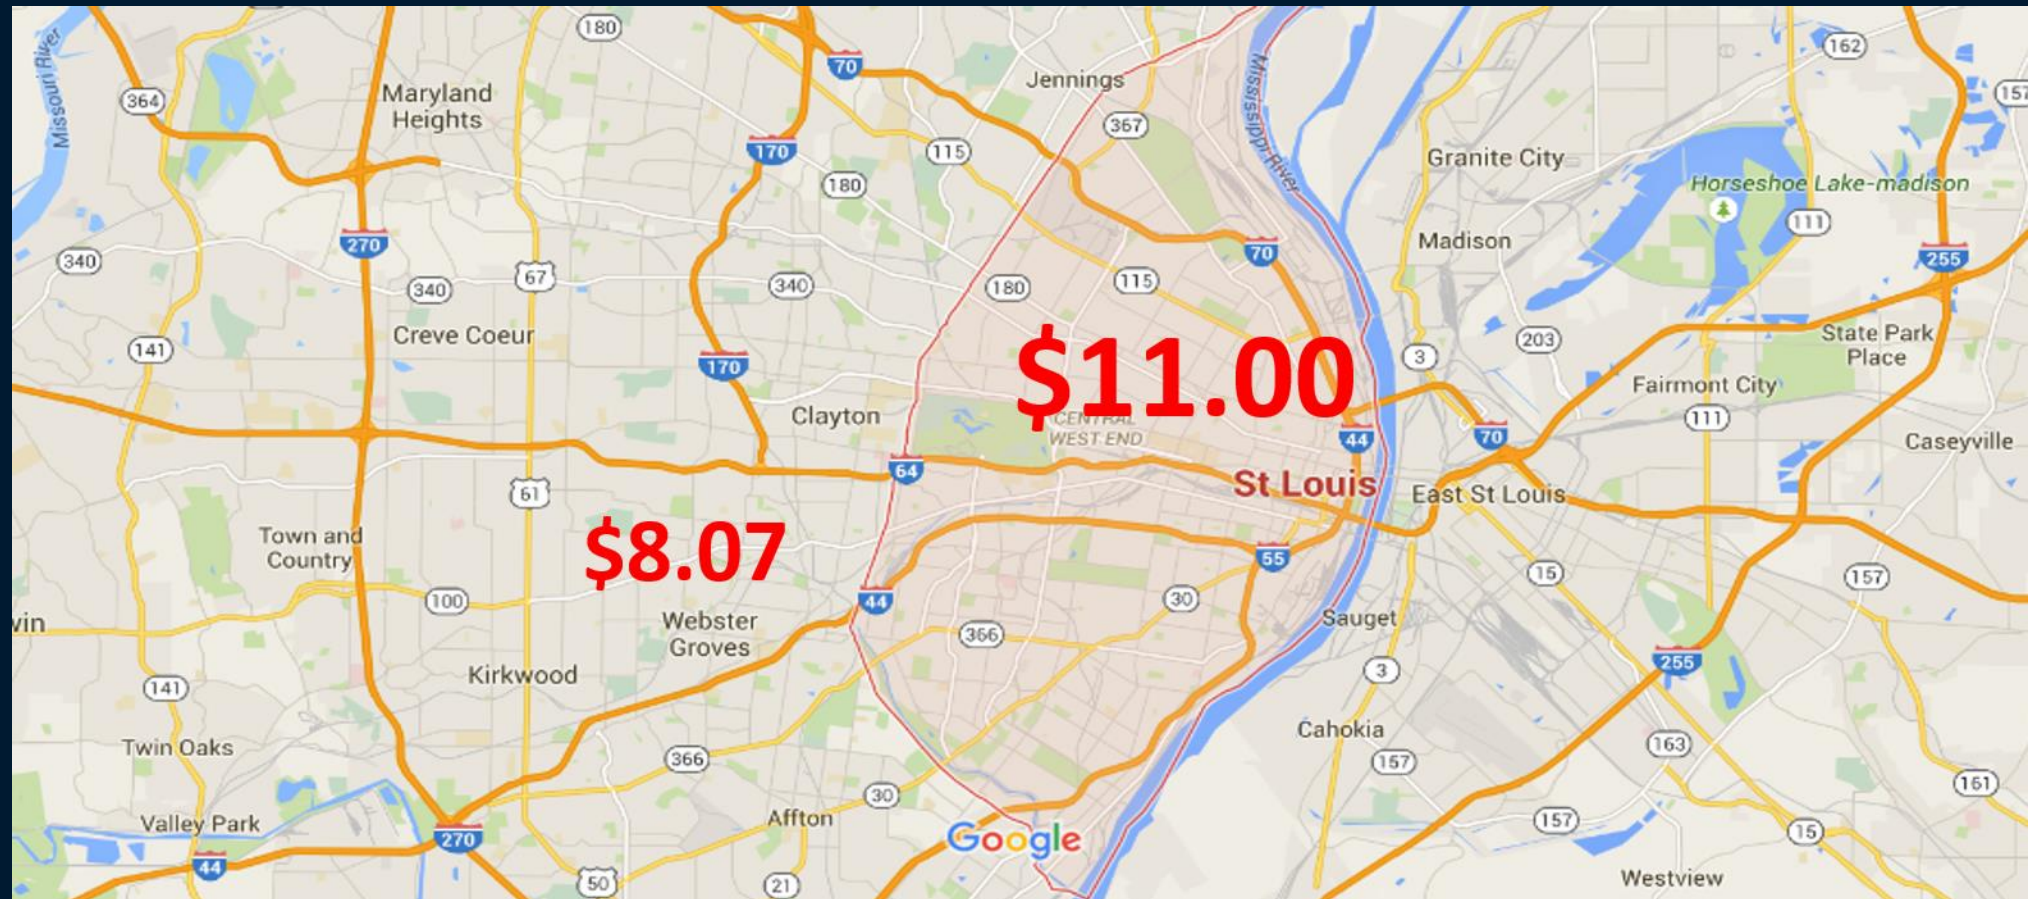 180
162
70
Missouri River
Jennings
Mississippi River
364
Maryland
Heights
157
367
170
115
Granite City
180
Horseshoe Lake-madison
111
270
Madison
70
255
340
67
340
340
180
115
Creve Coeur
141
170
$11.00
3
203
State Park
Place
Fairmont City
Clayton
CENTRAL
WEST END
111
44
70
Caseyville
64
St Louis
East St Louis
61
Town and
Country
$8.07
55
15
157
100
44
30
Sauget
vin
Webster
Groves
366
255
Kirkwood
3
141
Cahokia
Twin Oaks
366
157
163
30
161
Valley Park
Affton
Google
157
15
270
44
50
21
Westview